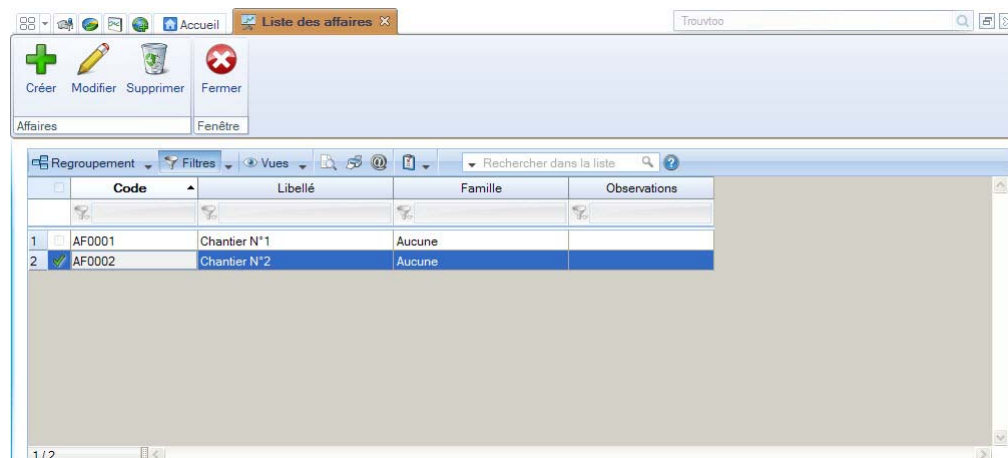 Accueil Liste des affaires Trouvtoo
Créer Modifier Supprimer Fermer
Affaires Fenêtre
Regroupement Filtres Vues Rechercher dans la liste
Code Libellé Famille Observations
1 AF0001 Chantier N°1 Aucune
2 AF0002 Chantier N°2 Aucune
1 / 2